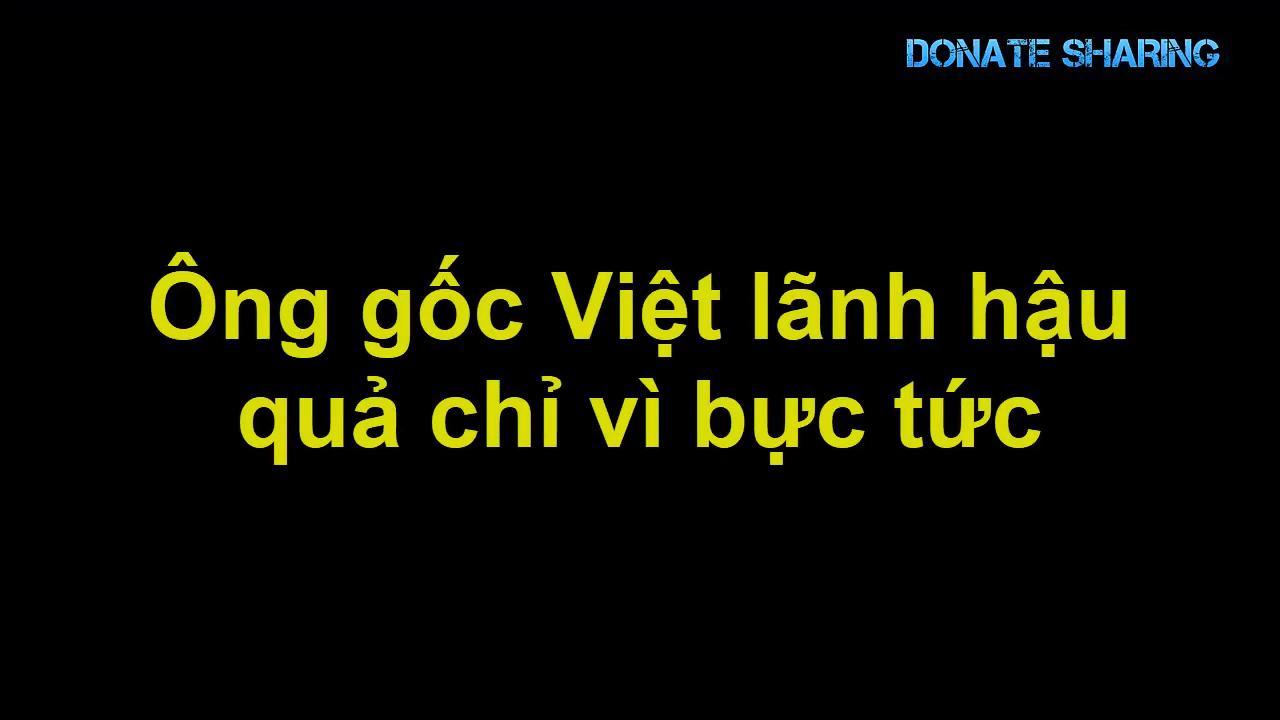 DONATE SHARING
Ông gốc Việt lãnh hậu
quả chỉ vì bực tức